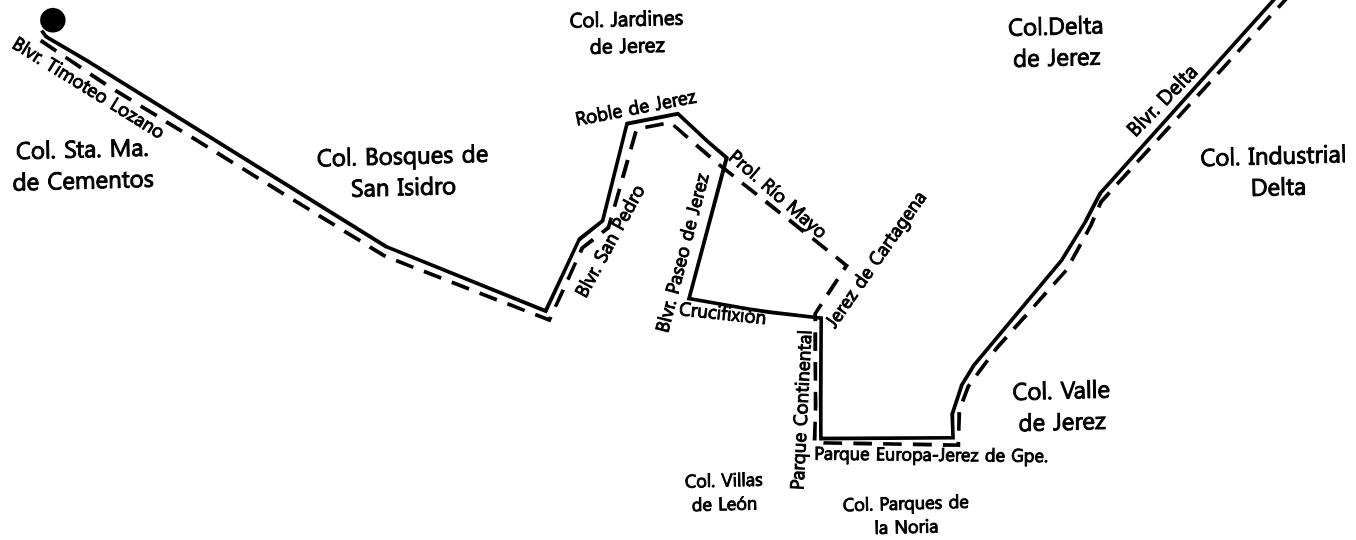 Col. Jardines
de Jerez
Col.Delta
de Jerez
Blvr. Timoteo Lozano
Blvr. Delta
Roble de Jerez
Col. Sta. Ma.
de Cementos
Col. Bosques de
San Isidro
Prol. Río Mayo
Col. Industrial
Delta
Blvr. San Pedro
Blvr. Paseo de Jerez
Jerez de Cartagena
Crucifixión
Parque Continental
Col. Valle
de Jerez
Parque Europa-Jerez de Gpe.
Col. Villas
de León
Col. Parques de
la Noria